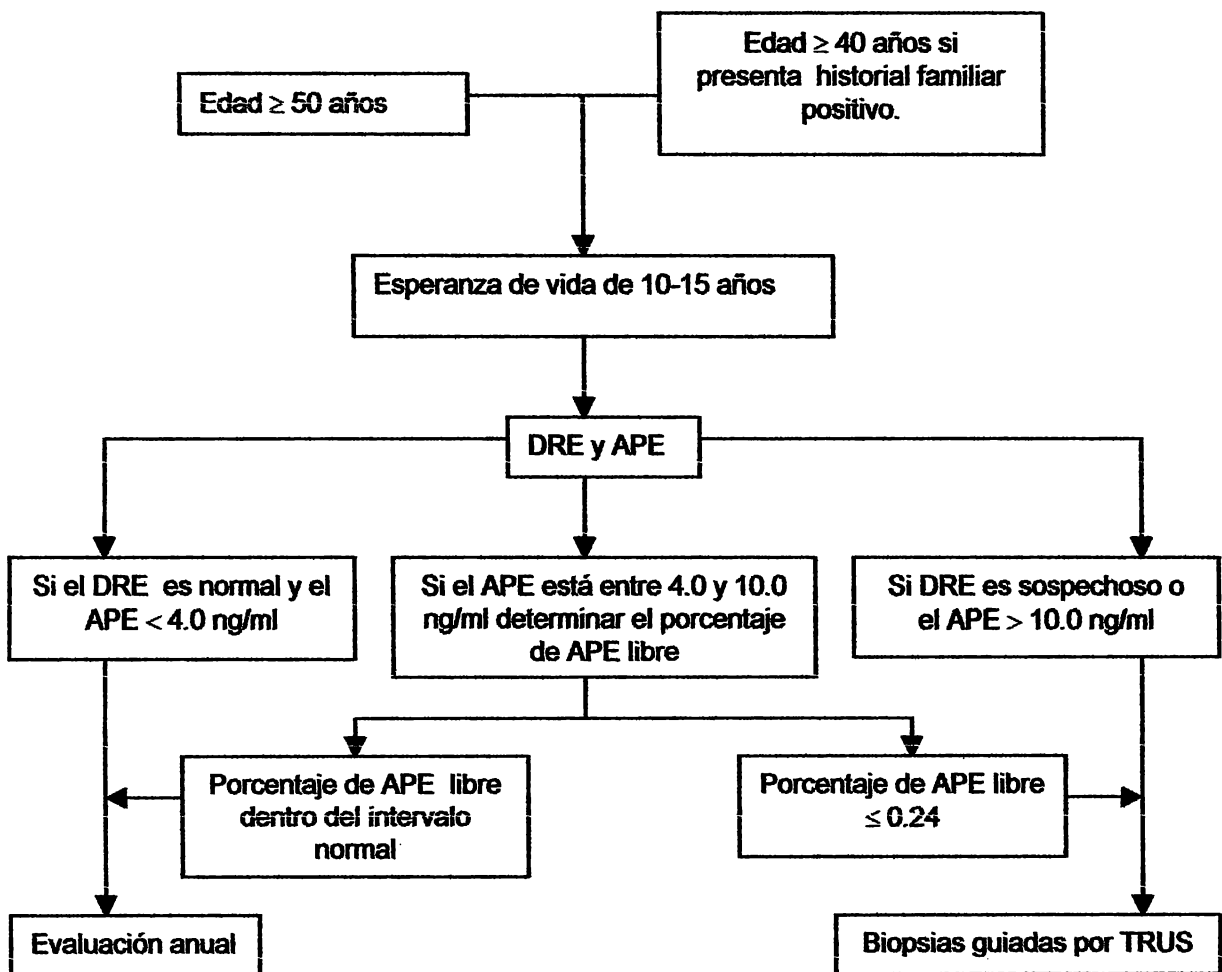 Edad ≥ 50 años
Edad ≥ 40 años si
presenta historial familiar
positivo.
Esperanza de vida de 10-15 años
DRE y APE
Si el DRE es normal y el
APE < 4.0 ng/ml
Si el APE está entre 4.0 y 10.0
ng/ml determinar el porcentaje
de APE libre
Si DRE es sospechoso o
el APE > 10.0 ng/ml
Porcentaje de APE libre
dentro del intervalo
normal
Porcentaje de APE libre
≤ 0.24
Evaluación anual
Biopsias guiadas por TRUS